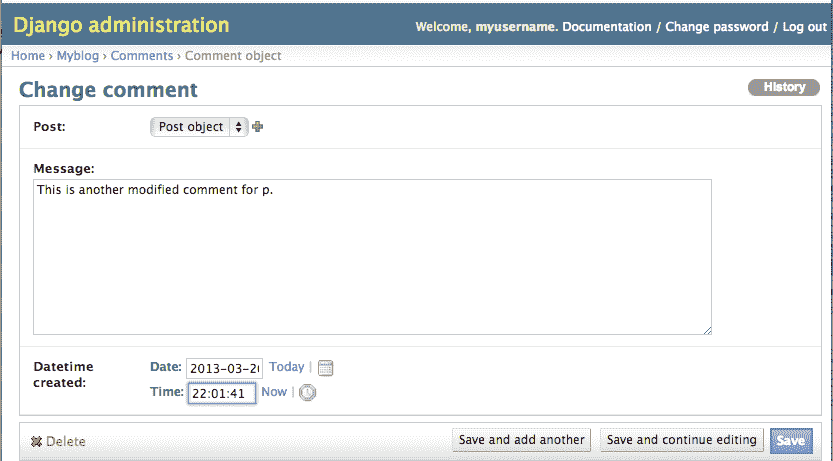 Django administration
Welcome, myusername. Documentation / Change password / Log out
Home › Myblog › Comments › Comment object
Change comment
History
Post: Post object
Message:
This is another modified comment for p.
Datetime created:
Date: 2013-03-2 Today |
Time: 22:01:41 Now |
Delete
Save and add another Save and continue editing Save